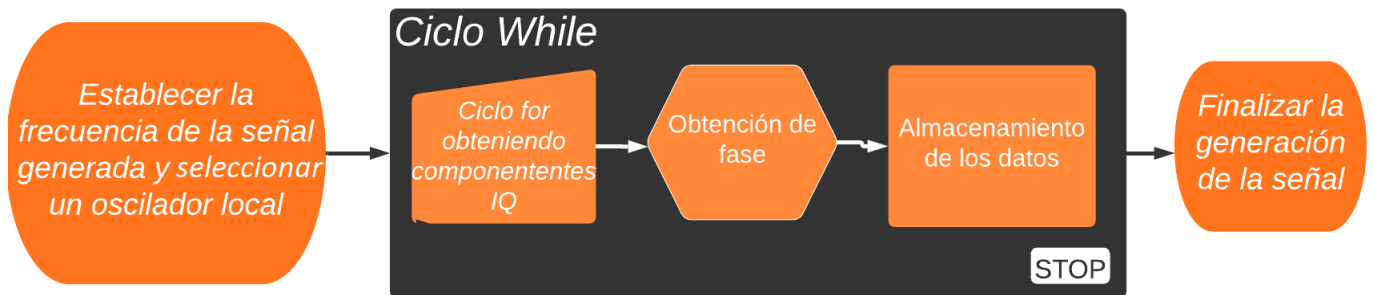 Establecer la
frecuencia de la señal
generada y seleccionar
un oscilador local
Ciclo While
Ciclo for
obteniendo
componententes
IQ
Obtención de
fase
Almacenamiento
de los datos
STOP
Finalizar la
generación
de la señal